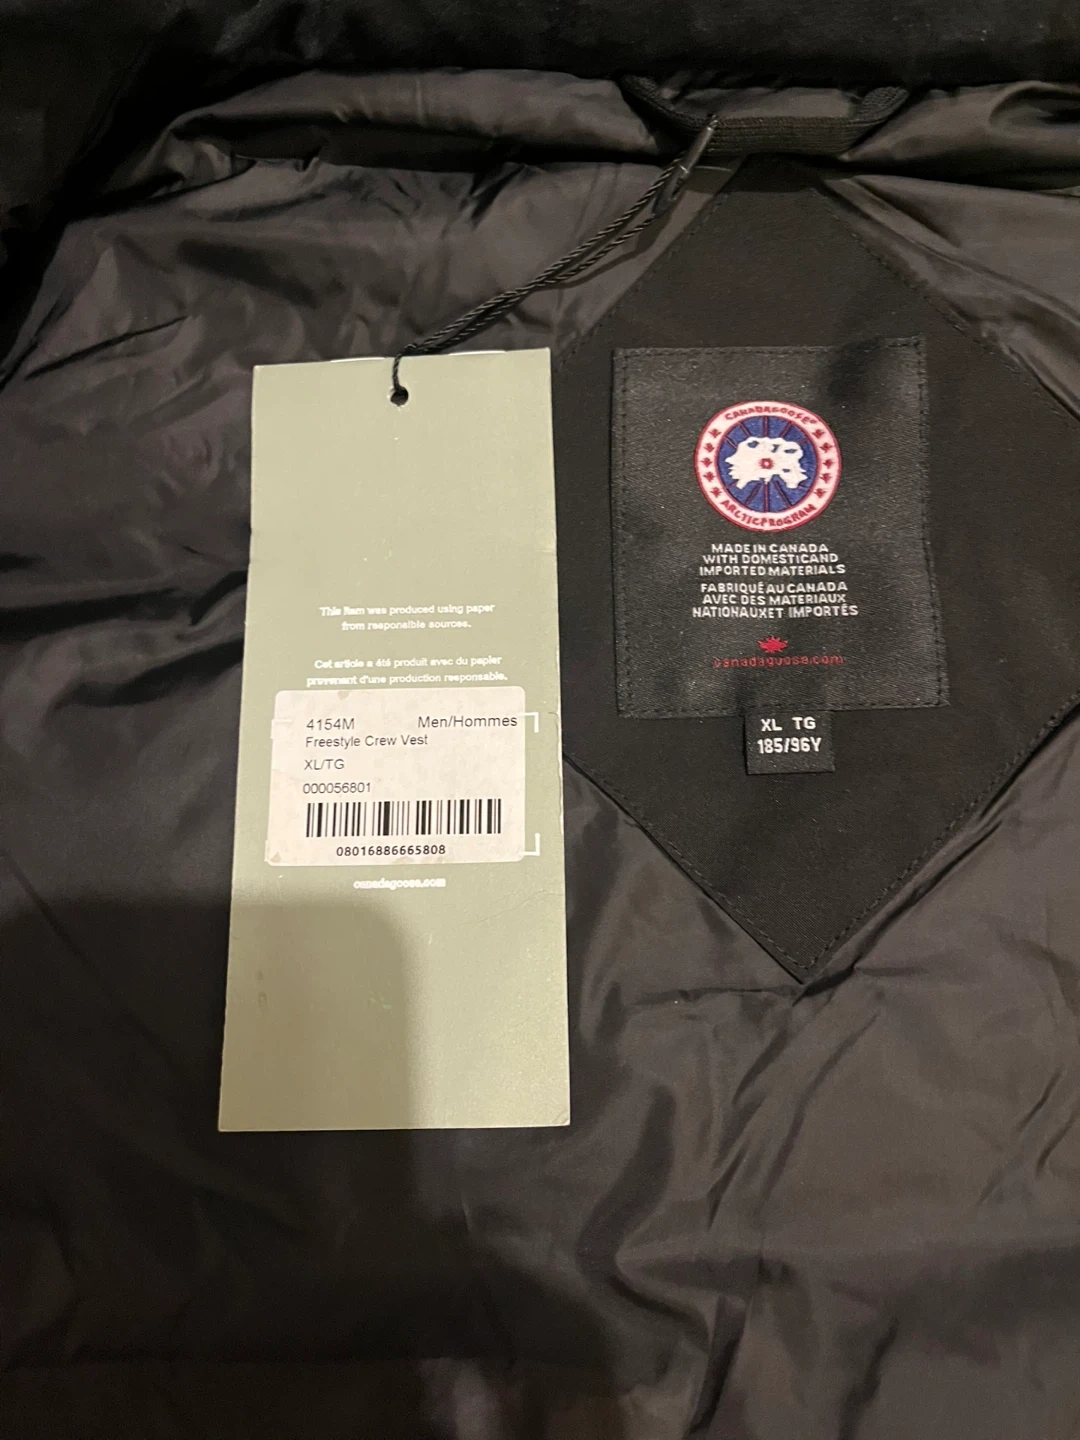 This item was produced using paper
from responsible sources.
Cet article a été produit avec du papier
provenant d'une production responsable.
4154M Men/Hommes
Freestyle Crew Vest
XL/TG
000056801
08016886665808
canadagoose.com
CANADA GOOSE
ARCTIC PROGRAM
MADE IN CANADA
WITH DOMESTIC AND
IMPORTED MATERIALS
FABRIQUÉ AU CANADA
AVEC DES MATERIAUX
NATIONAUX ET IMPORTÉS
canadagoose.com
XL TG
185/96Y